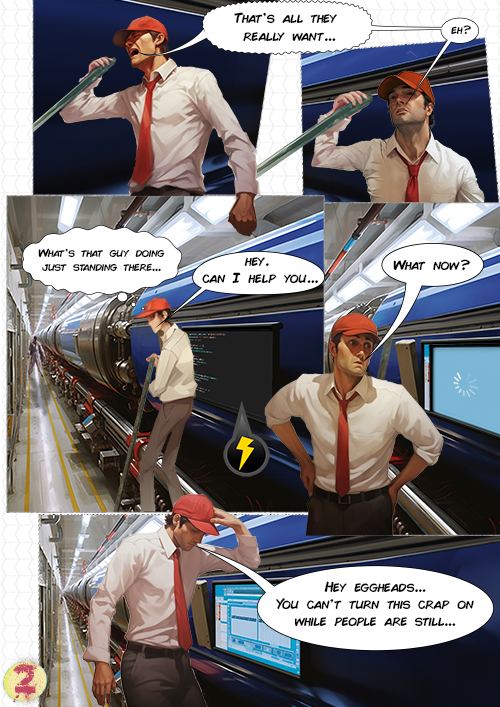 THAT'S ALL THEY
REALLY WANT...
EH?
WHAT'S THAT GUY DOING
JUST STANDING THERE...
HEY.
CAN I HELP YOU...
WHAT NOW?
HEY EGGHEADS...
YOU CAN'T TURN THIS CRAP ON
WHILE PEOPLE ARE STILL...
2